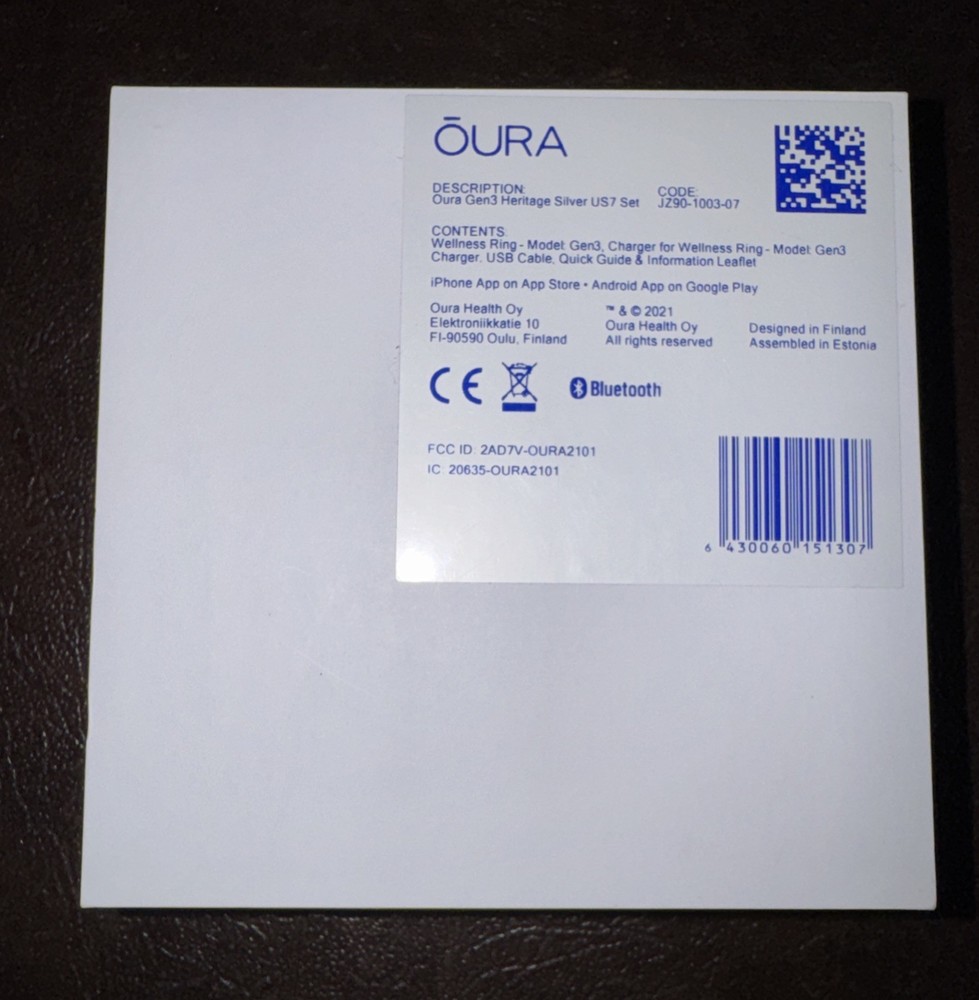 ŌURA
DESCRIPTION: CODE:
Oura Gen3 Heritage Silver US7 Set JZ90-1003-07
CONTENTS:
Wellness Ring - Model: Gen3, Charger for Wellness Ring - Model: Gen3
Charger, USB Cable, Quick Guide & Information Leaflet
iPhone App on App Store • Android App on Google Play
Oura Health Oy ™ & © 2021
Elektroniikkatie 10 Oura Health Oy Designed in Finland
FI-90590 Oulu, Finland All rights reserved Assembled in Estonia
CE Bluetooth
FCC ID: 2AD7V-OURA2101
IC: 20635-OURA2101
6 430060 151307